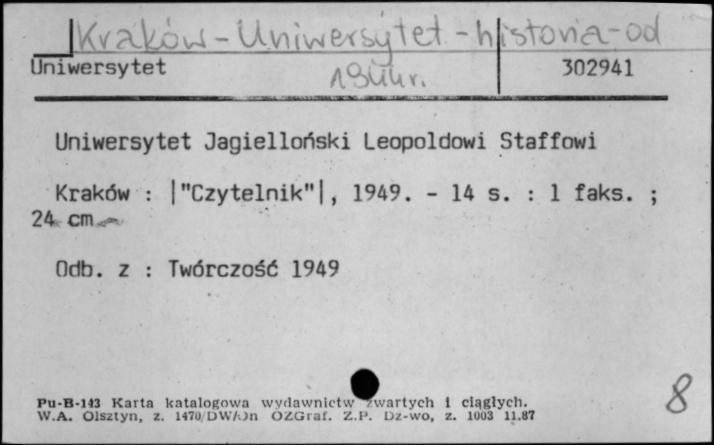 Kraków - Uniwersytet - historia - od
1944r.
Uniwersytet 302941
Uniwersytet Jagielloński Leopoldowi Staffowi
Kraków : |"Czytelnik"|, 1949. - 14 s. : 1 faks. ;
24 cm
Odb. z : Twórczość 1949
8
Pu-B-143 Karta katalogowa wydawnictw zwartych i ciągłych.
W.A. Olsztyn, z. 1470/DW/Dn OZGraf. Z.P. Dz-wo, z. 1003 11.87